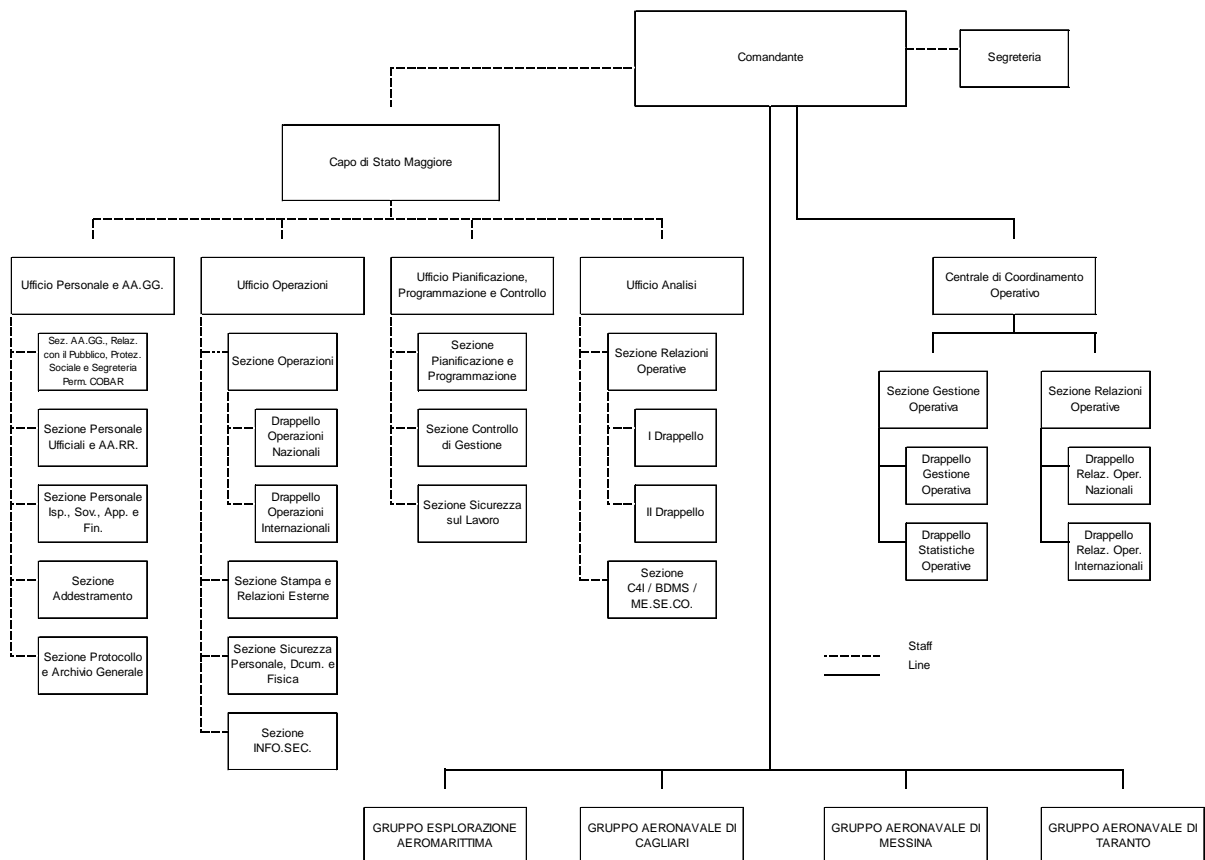 Comandante
Segreteria
Capo di Stato Maggiore
Ufficio Personale e AA.GG.
Ufficio Operazioni
Ufficio Pianificazione,
Programmazione e Controllo
Ufficio Analisi
Centrale di Coordinamento
Operativo
Sez. AA.GG., Relaz.
con il Pubblico, Protez.
Sociale e Segreteria
Perm. COBAR
Sezione Personale
Ufficiali e AA.RR.
Sezione Personale
Isp., Sov., App. e
Fin.
Sezione
Addestramento
Sezione Protocollo
e Archivio Generale
Sezione Operazioni
Drappello
Operazioni
Nazionali
Drappello
Operazioni
Internazionali
Sezione Stampa e
Relazioni Esterne
Sezione Sicurezza
Personale, Dcum. e
Fisica
Sezione
INFO.SEC.
Sezione
Pianificazione e
Programmazione
Sezione Controllo
di Gestione
Sezione Sicurezza
sul Lavoro
Sezione Relazioni
Operative
I Drappello
II Drappello
Sezione
C4I / BDMS /
ME.SE.CO.
Sezione Gestione
Operativa
Drappello
Gestione
Operativa
Drappello
Statistiche
Operative
Sezione Relazioni
Operative
Drappello
Relaz. Oper.
Nazionali
Drappello
Relaz. Oper.
Internazionali
Staff
Line
GRUPPO ESPLORAZIONE
AEROMARITTIMA
GRUPPO AERONAVALE DI
CAGLIARI
GRUPPO AERONAVALE DI
MESSINA
GRUPPO AERONAVALE DI
TARANTO